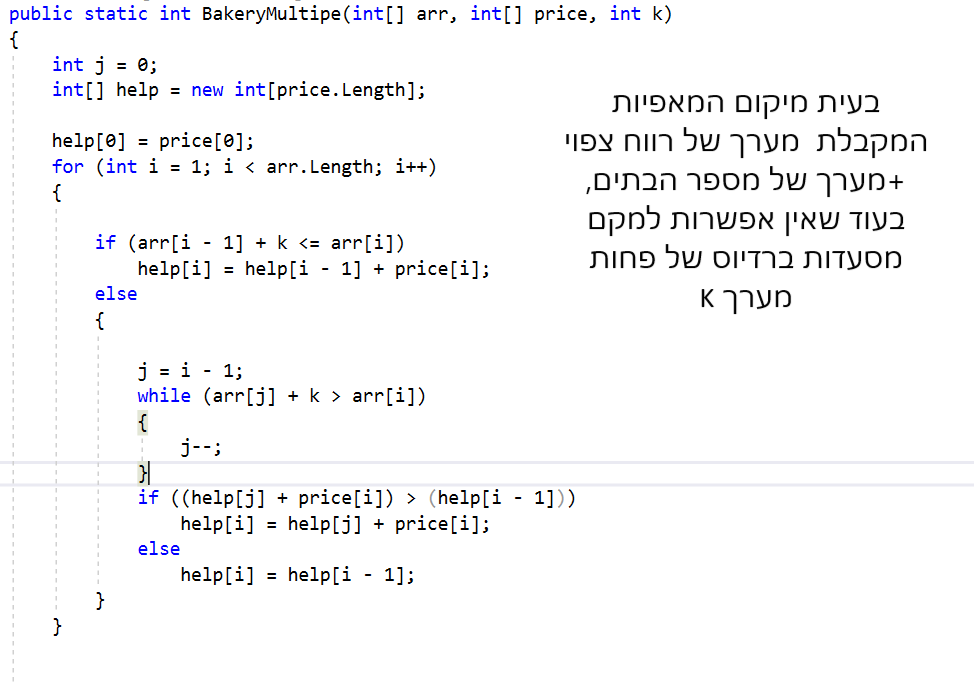 public static int BakeryMultipe(int[] arr, int[] price, int k)
{
int j = 0;
int[] help = new int[price.Length];
help[0] = price[0];
for (int i = 1; i < arr.Length; i++)
{
if (arr[i - 1] + k <= arr[i])
help[i] = help[i - 1] + price[i];
else
{
j = i - 1;
while (arr[j] + k > arr[i])
{
j--;
}
if ((help[j] + price[i]) > (help[i - 1]))
help[i] = help[j] + price[i];
else
help[i] = help[i - 1];
}
}
בעית מיקום המאפיות
המקבלת מערך של רווח צפוי
+מערך של מספר הבתים,
בעוד שאין אפשרות למקם
מסעדות ברדיוס של פחות
מערך K